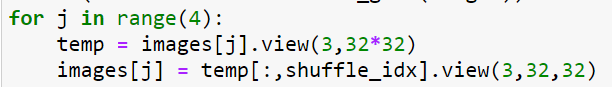 for j in range(4):
    temp = images[j].view(3,32*32)
    images[j] = temp[:,shuffle_idx].view(3,32,32)